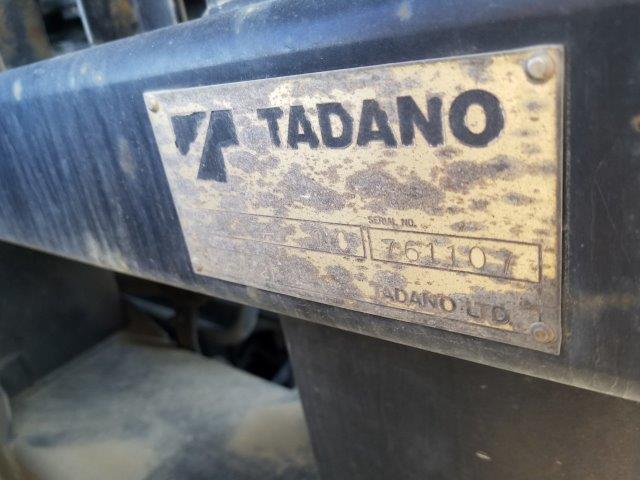 TADANO
SERIAL NO.
761107
TADANO LTD.